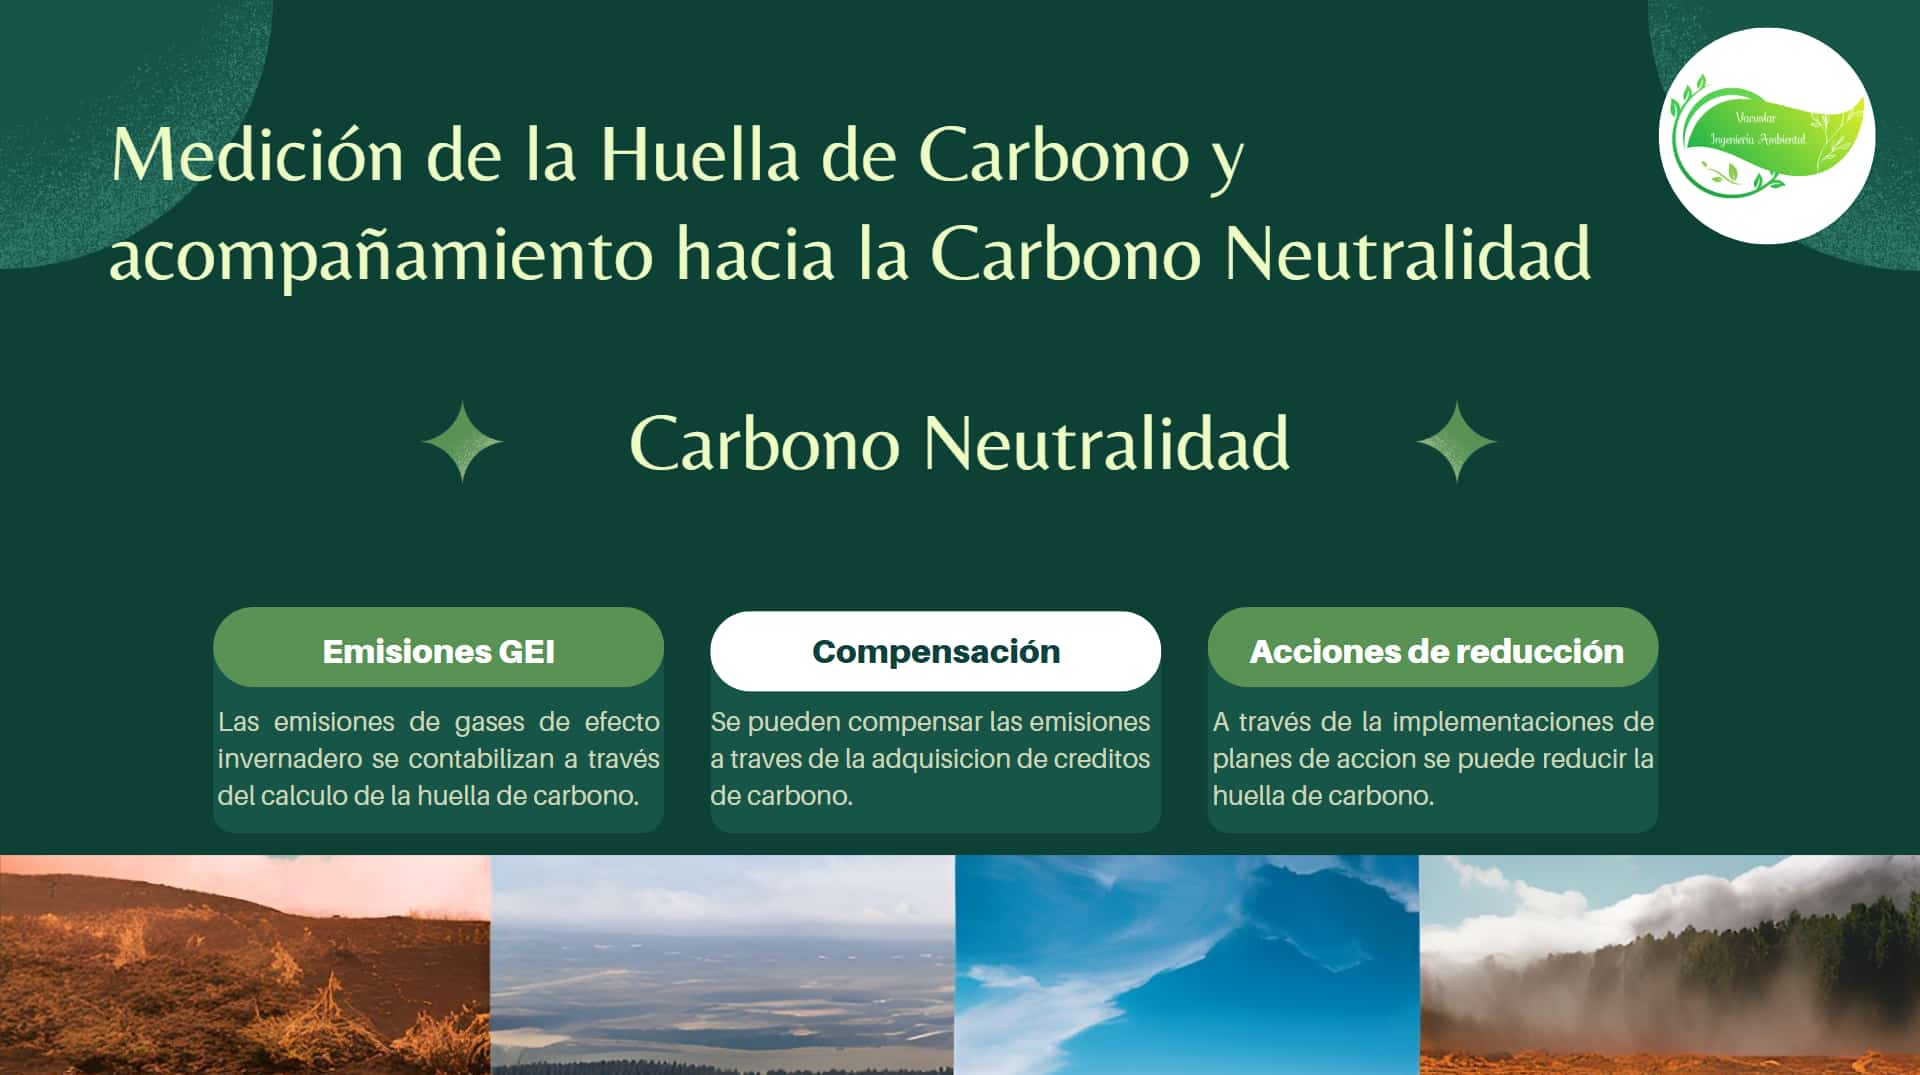 Medición de la Huella de Carbono y
acompañamiento hacia la Carbono Neutralidad
Vacuolar
Ingeniería Ambiental
Carbono Neutralidad
Emisiones GEI
Las emisiones de gases de efecto
invernadero se contabilizan a través
del calculo de la huella de carbono.
Compensación
Se pueden compensar las emisiones
a traves de la adquisicion de creditos
de carbono.
Acciones de reducción
A través de la implementaciones de
planes de accion se puede reducir la
huella de carbono.